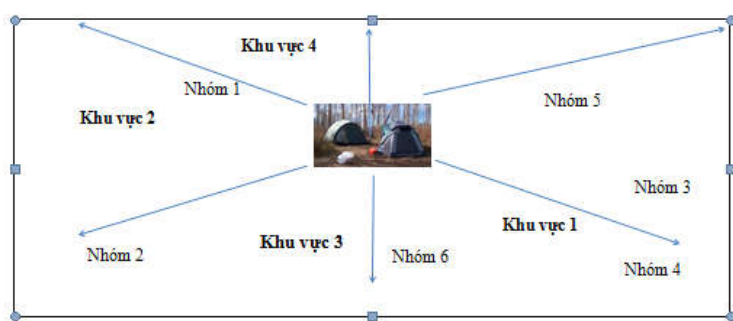 Khu vực 4
Nhóm 1
Nhóm 5
Khu vực 2
Nhóm 3
Khu vực 1
Khu vực 3
Nhóm 2
Nhóm 6
Nhóm 4